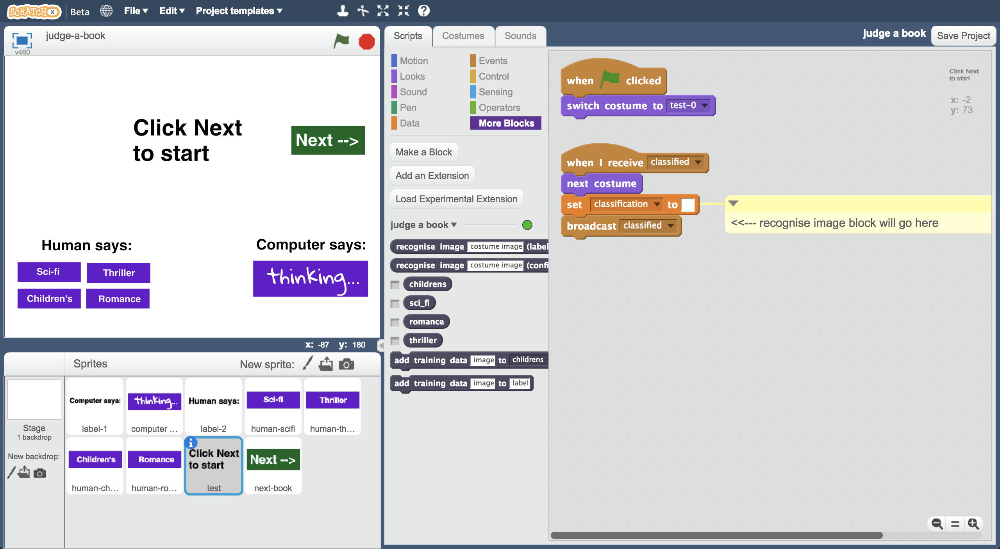 SCRATCH X
Beta
File
Edit
Project templates
judge-a-book
v460
Click Next
to start
Next -->
Human says:
Sci-fi
Thriller
Children's
Romance
Computer says:
thinking...
x: -87 y: 180
Sprites
New sprite:
Stage
1 backdrop
New backdrop:
Computer says:
label-1
thinking...
computer ...
Human says:
label-2
Sci-fi
human-scifi
Thriller
human-th...
Children's
human-ch...
Romance
human-ro...
Click Next
to start
test
Next -->
next-book
Scripts
Costumes
Sounds
judge a book
Save Project
Motion
Looks
Sound
Pen
Data
Events
Control
Sensing
Operators
More Blocks
Make a Block
Add an Extension
Load Experimental Extension
judge a book
recognise image costume image (label
recognise image costume image (confi
childrens
sci_fi
romance
thriller
add training data image to childrens
add training data image to label
when clicked
switch costume to test-0
when I receive classified
next costume
set classification to
broadcast classified
<<--- recognise image block will go here
Click Next
to start
x: -2
y: 73